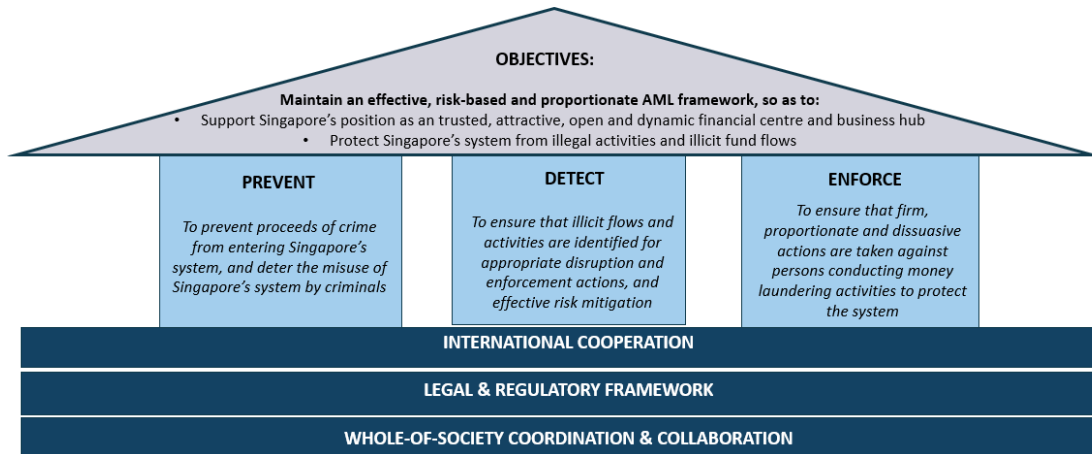 OBJECTIVES:
Maintain an effective, risk-based and proportionate AML framework, so as to:
• Support Singapore's position as an trusted, attractive, open and dynamic financial centre and business hub
• Protect Singapore's system from illegal activities and illicit fund flows
PREVENT
To prevent proceeds of crime
from entering Singapore's
system, and deter the misuse of
Singapore's system by criminals
DETECT
To ensure that illicit flows and
activities are identified for
appropriate disruption and
enforcement actions, and
effective risk mitigation
ENFORCE
To ensure that firm,
proportionate and dissuasive
actions are taken against
persons conducting money
laundering activities to protect
the system
INTERNATIONAL COOPERATION
LEGAL & REGULATORY FRAMEWORK
WHOLE-OF-SOCIETY COORDINATION & COLLABORATION